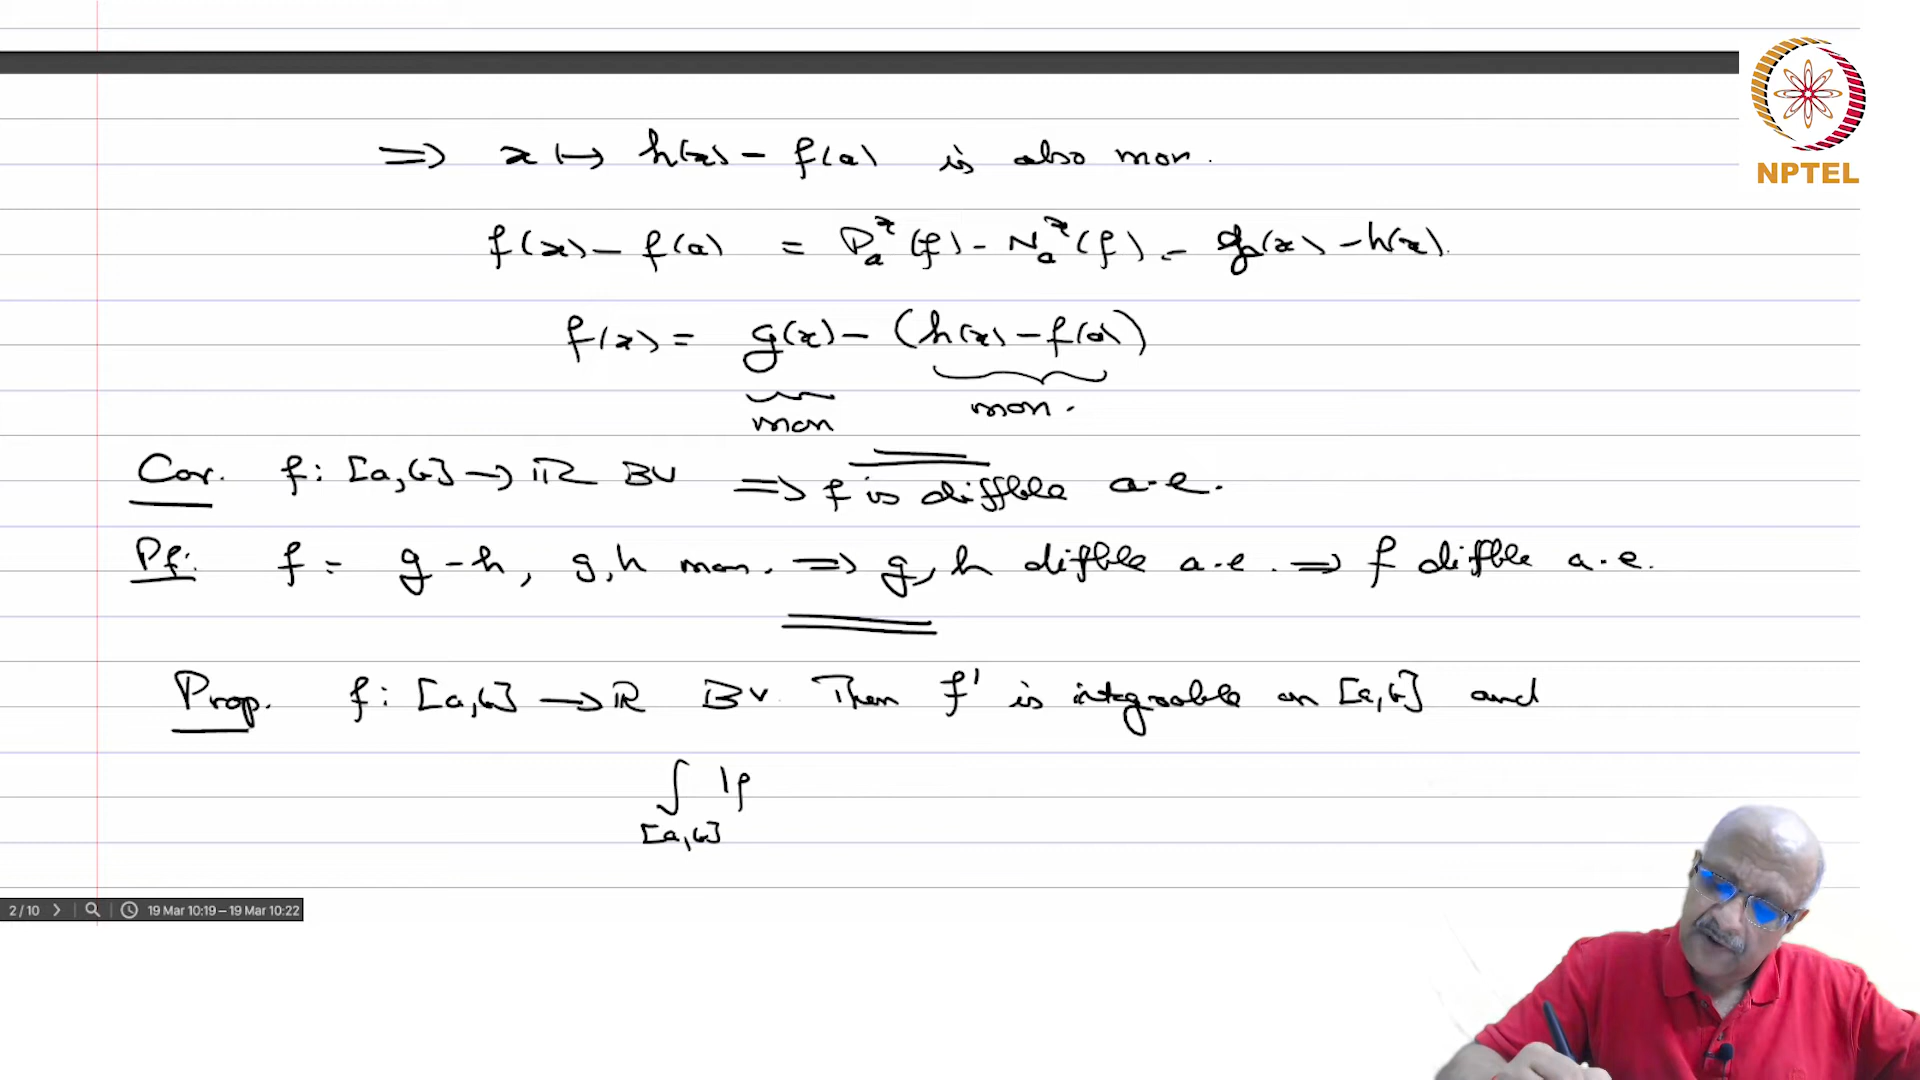 ⇒ x ↦ h(x) - f(a) is also mon.
f(x) - f(a) = P_a^x(f) - N_a^x(f) = g(x) - h(x).
f(x) = g(x) - (h(x) - f(a))
mon mon.
Cor. f: [a,b] → ℝ BV ⇒ f is diffble a.e.
Pf: f = g - h, g, h mon. ⇒ g, h diffble a.e. ⇒ f diffble a.e.
Prop. f: [a,b] → ℝ BV. Then f' is integrable on [a,b] and
∫ |f
[a,b]
NPTEL
2 / 10 19 Mar 10:19 – 19 Mar 10:22